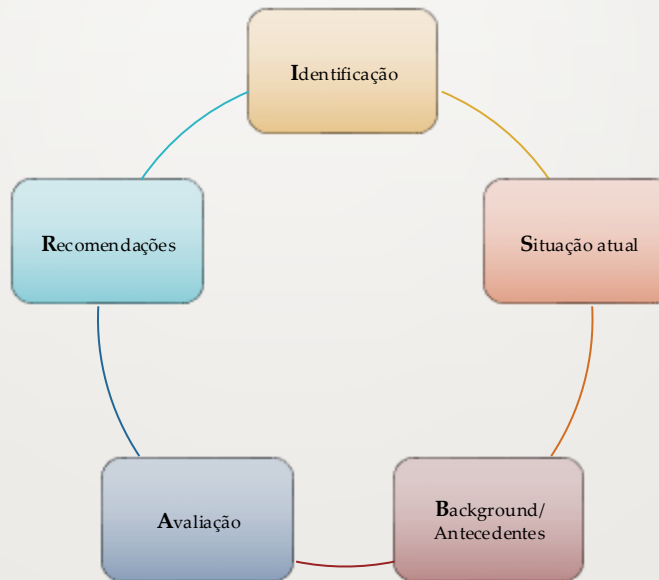 Identificação
Situação atual
Background/
Antecedentes
Avaliação
Recomendações